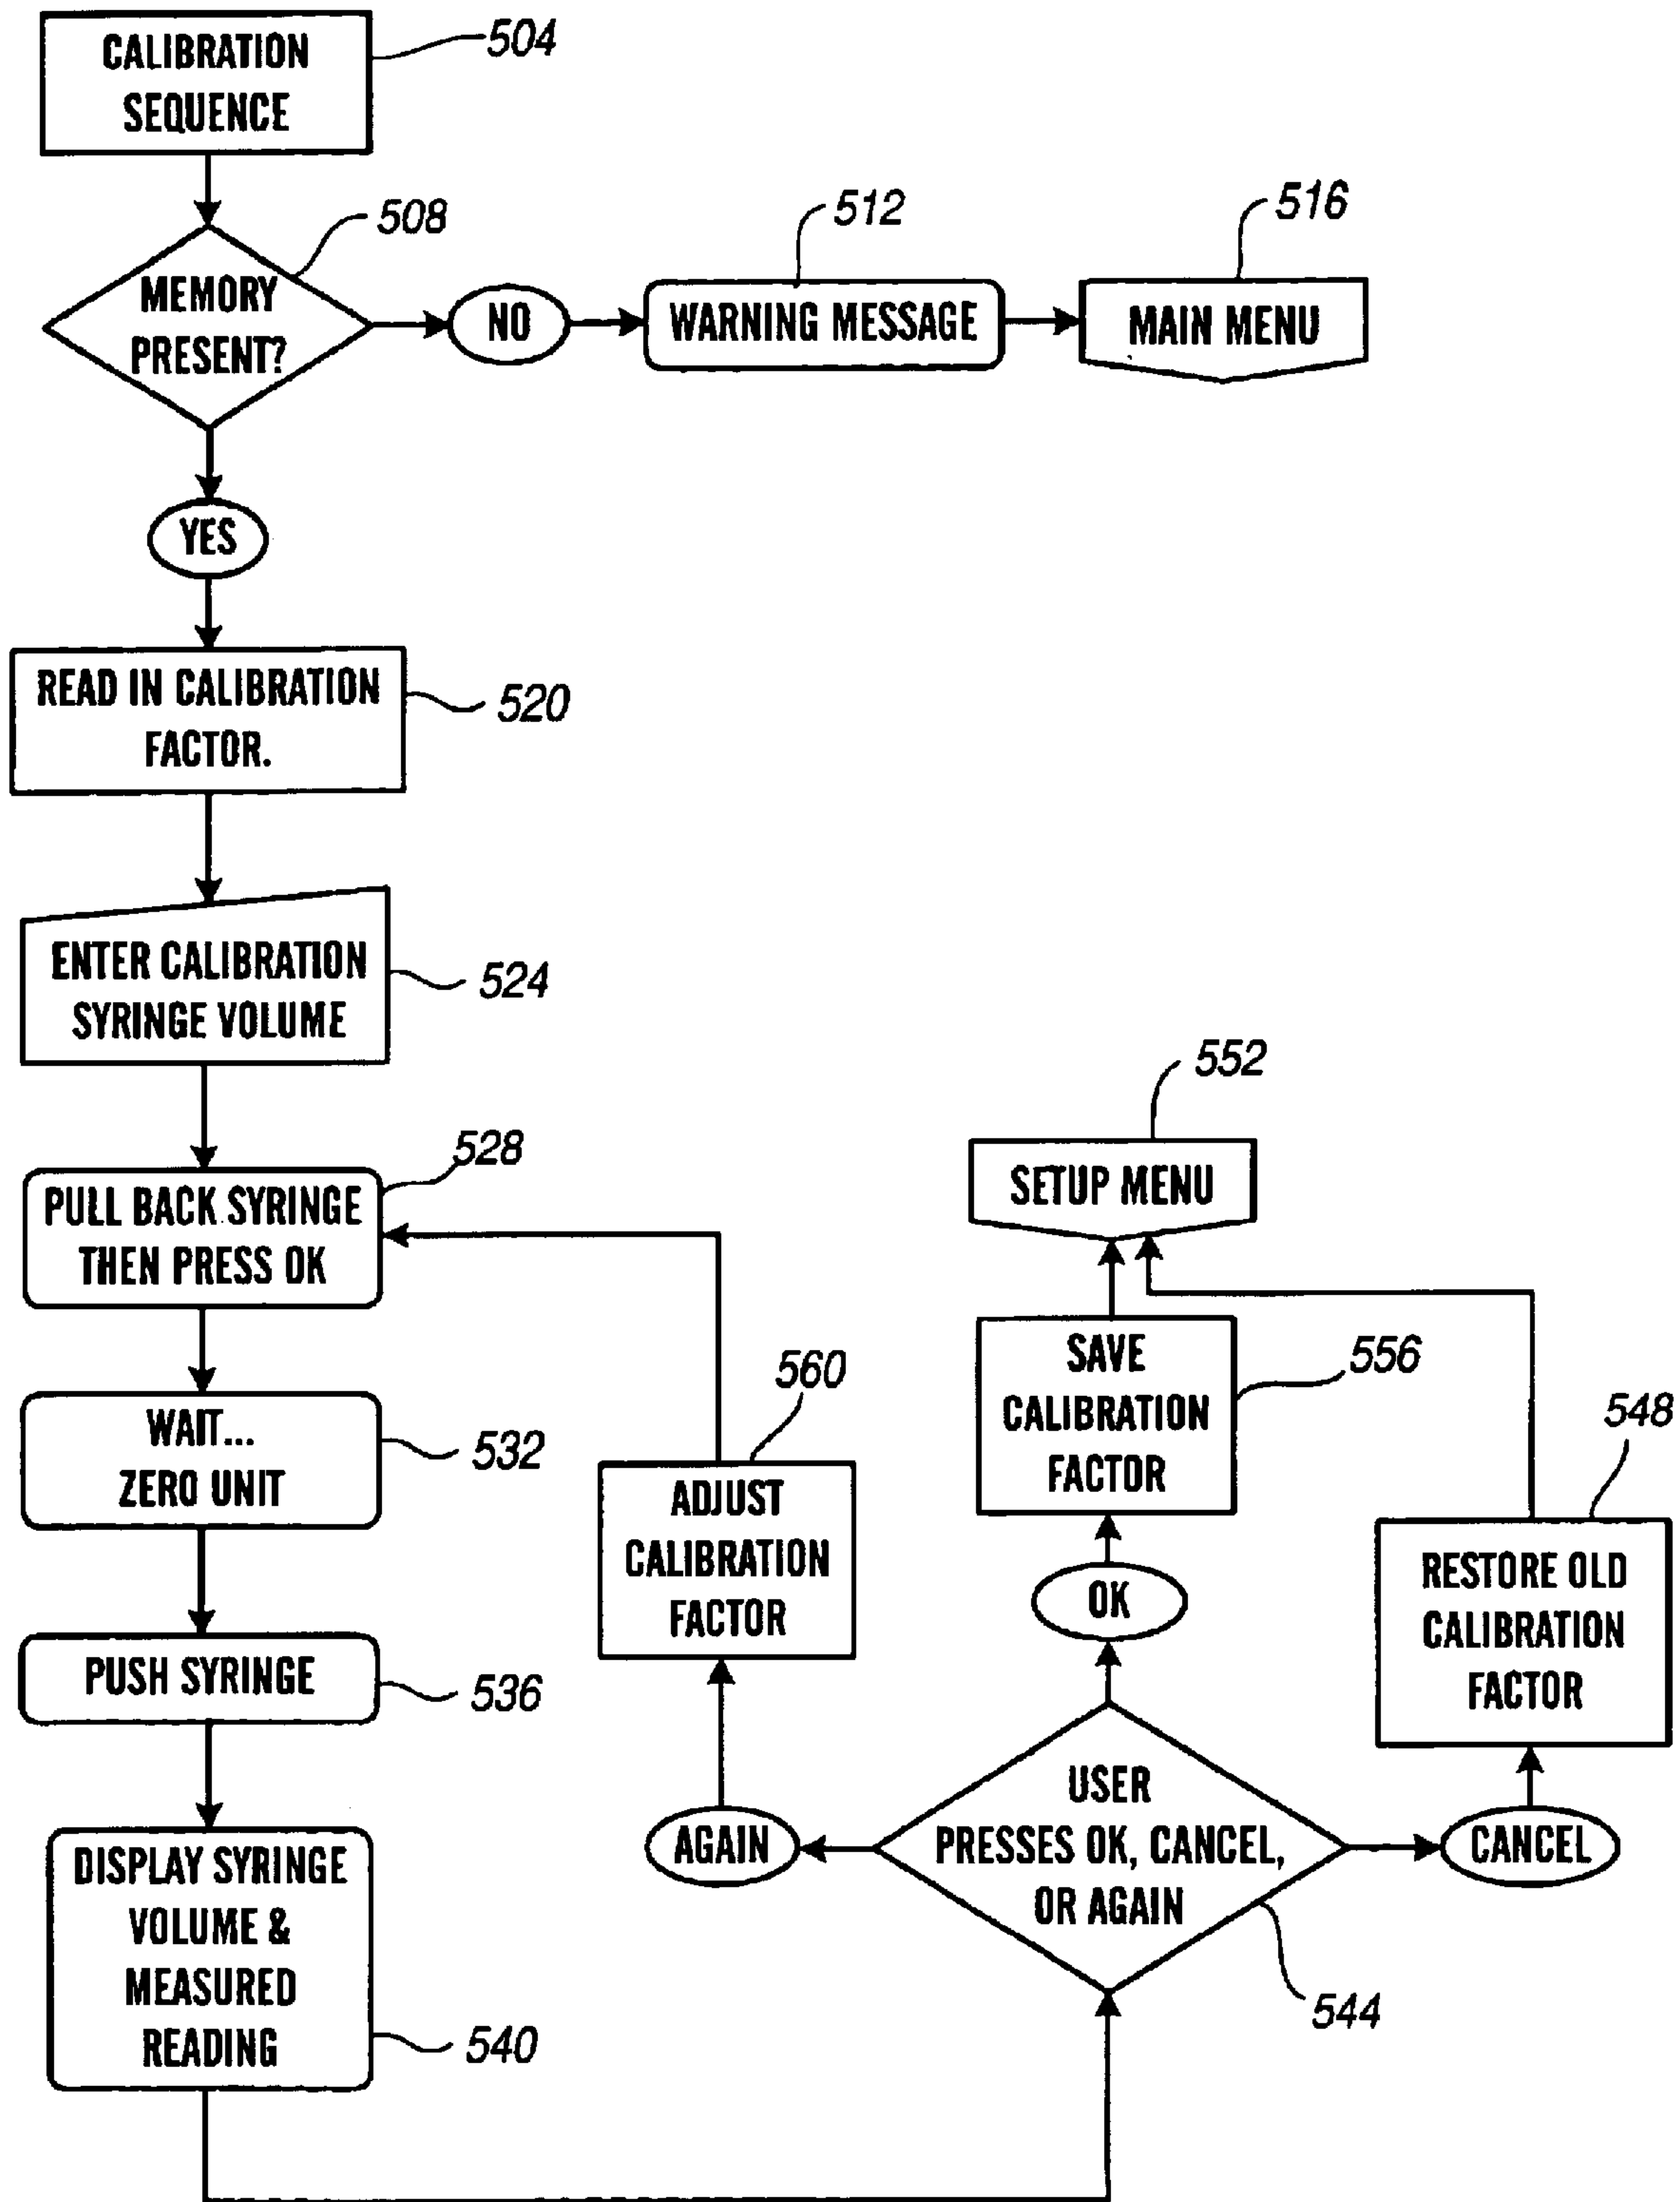 CALIBRATION
SEQUENCE
504
MEMORY
PRESENT?
508
NO
WARNING MESSAGE
512
MAIN MENU
516
YES
READ IN CALIBRATION
FACTOR.
520
ENTER CALIBRATION
SYRINGE VOLUME
524
PULL BACK SYRINGE
THEN PRESS OK
528
WAIT...
ZERO UNIT
532
PUSH SYRINGE
536
DISPLAY SYRINGE
VOLUME &
MEASURED
READING
540
USER
PRESSES OK, CANCEL,
OR AGAIN
544
AGAIN
ADJUST
CALIBRATION
FACTOR
560
OK
SAVE
CALIBRATION
FACTOR
556
SETUP MENU
552
CANCEL
RESTORE OLD
CALIBRATION
FACTOR
548